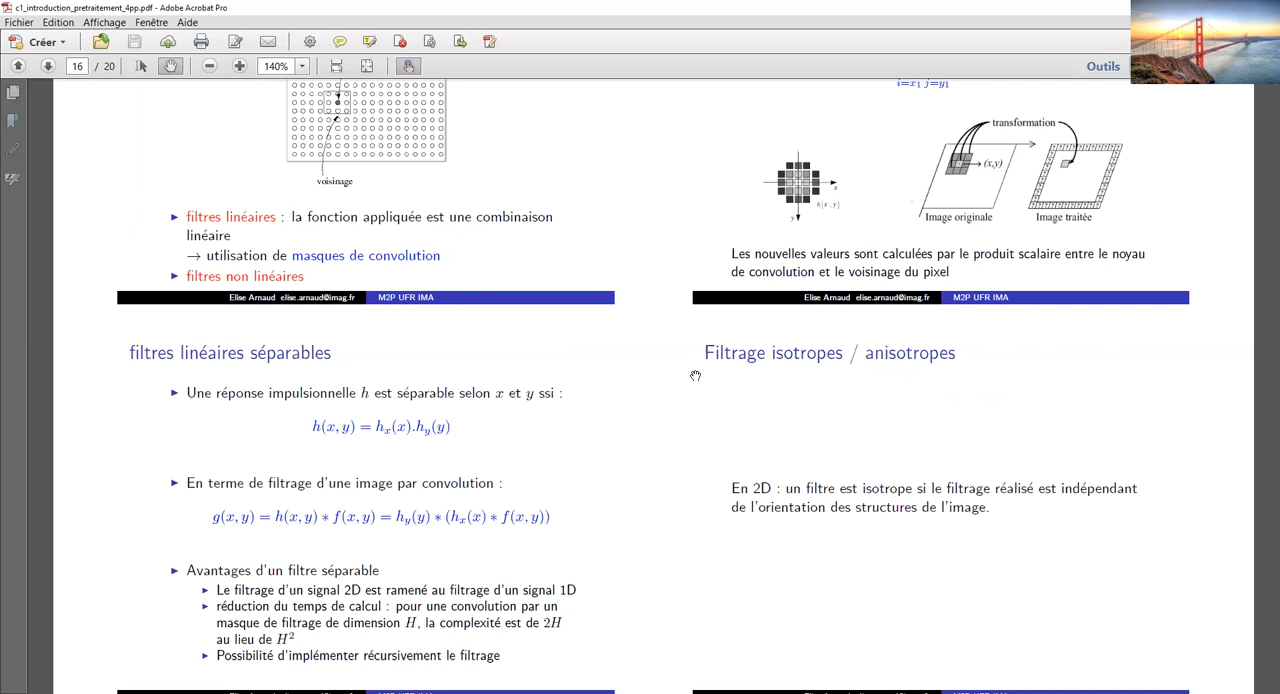 c1_introduction_pretraitement_4pp.pdf - Adobe Acrobat Pro
Fichier Edition Affichage Fenêtre Aide
Créer
16 / 20
140%
Outils
voisinage
► filtres linéaires : la fonction appliquée est une combinaison
linéaire
→ utilisation de masques de convolution
► filtres non linéaires
Elise Arnaud elise.arnaud@imag.fr M2P UFR IMA
i=x₁ j=y₁
transformation
(x,y)
x
h[x,y]
y
Image originale
Image traitée
Les nouvelles valeurs sont calculées par le produit scalaire entre le noyau
de convolution et le voisinage du pixel
Elise Arnaud elise.arnaud@imag.fr M2P UFR IMA
filtres linéaires séparables
► Une réponse impulsionnelle h est séparable selon x et y ssi :
h(x, y) = hₓ(x).h_y(y)
► En terme de filtrage d'une image par convolution :
g(x, y) = h(x, y) ∗ f(x, y) = h_y(y) ∗ (hₓ(x) ∗ f(x, y))
► Avantages d'un filtre séparable
► Le filtrage d'un signal 2D est ramené au filtrage d'un signal 1D
► réduction du temps de calcul : pour une convolution par un
masque de filtrage de dimension H, la complexité est de 2H
au lieu de H²
► Possibilité d'implémenter récursivement le filtrage
Filtrage isotropes / anisotropes
En 2D : un filtre est isotrope si le filtrage réalisé est indépendant
de l'orientation des structures de l'image.